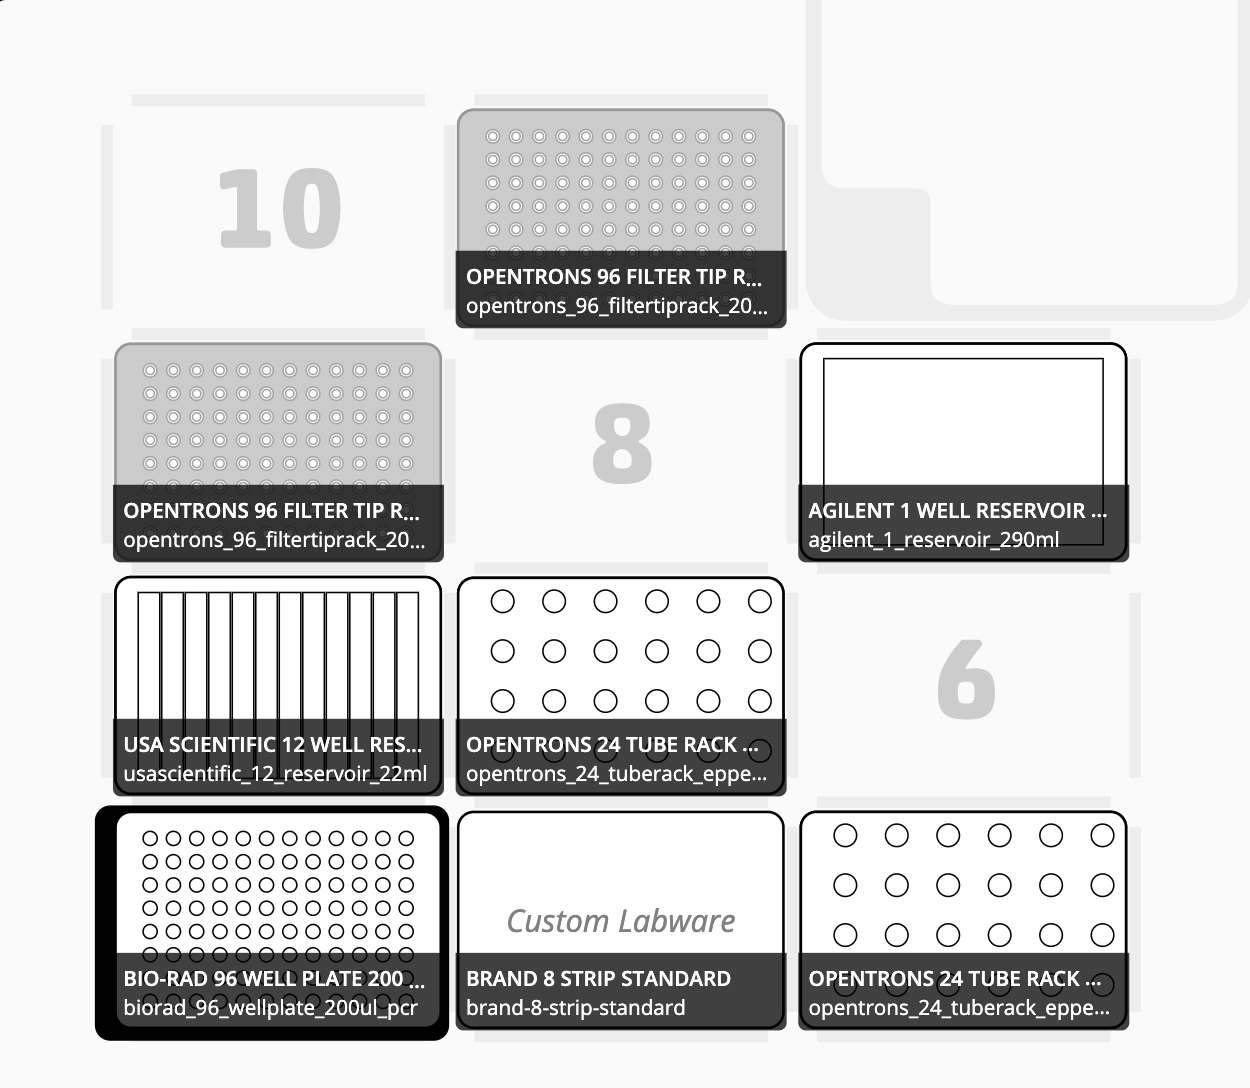 10
OPENTRONS 96 FILTER TIP R...
opentrons_96_filtertiprack_20...
OPENTRONS 96 FILTER TIP R...
opentrons_96_filtertiprack_20...
8
AGILENT 1 WELL RESERVOIR ...
agilent_1_reservoir_290ml
USA SCIENTIFIC 12 WELL RES...
usascientific_12_reservoir_22ml
OPENTRONS 24 TUBE RACK ...
opentrons_24_tuberack_eppe...
6
BIO-RAD 96 WELL PLATE 200 ...
biorad_96_wellplate_200ul_pcr
Custom Labware
BRAND 8 STRIP STANDARD
brand-8-strip-standard
OPENTRONS 24 TUBE RACK ...
opentrons_24_tuberack_eppe...